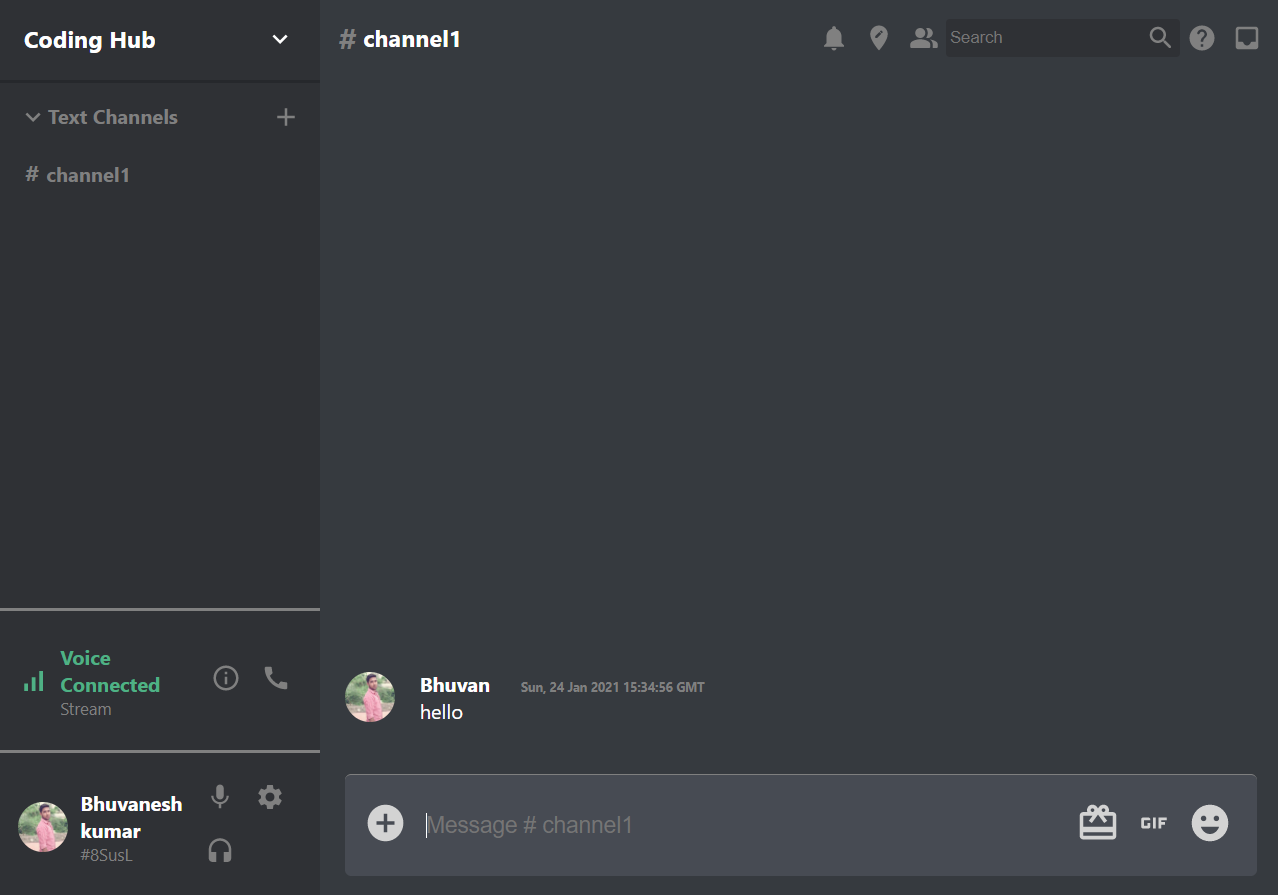 Coding Hub
# channel1
Search
Text Channels
# channel1
Voice
Connected
Stream
Bhuvanesh
kumar
#8SusL
Bhuvan Sun, 24 Jan 2021 15:34:56 GMT
hello
Message # channel1
GIF